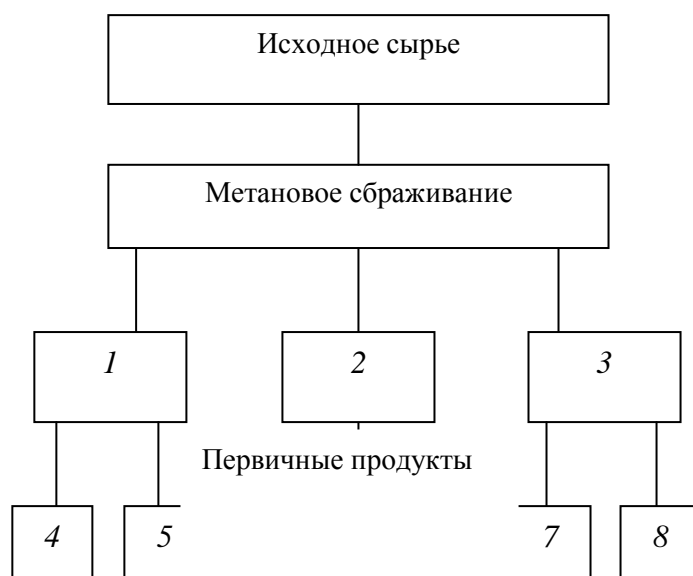 Исходное сырье
Метановое сбраживание
1 2 3
Первичные продукты
4 5 7 8